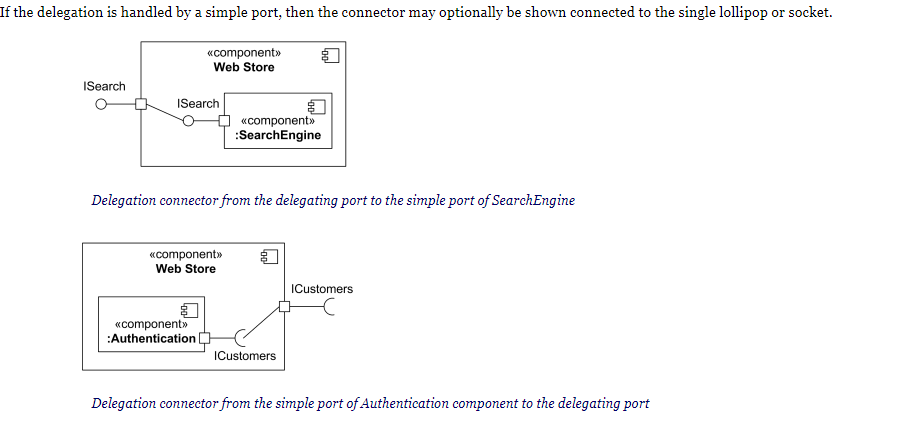 If the delegation is handled by a simple port, then the connector may optionally be shown connected to the single lollipop or socket.
«component»
Web Store
ISearch
ISearch
«component»
:SearchEngine
Delegation connector from the delegating port to the simple port of SearchEngine
«component»
Web Store
ICustomers
«component»
:Authentication
ICustomers
Delegation connector from the simple port of Authentication component to the delegating port